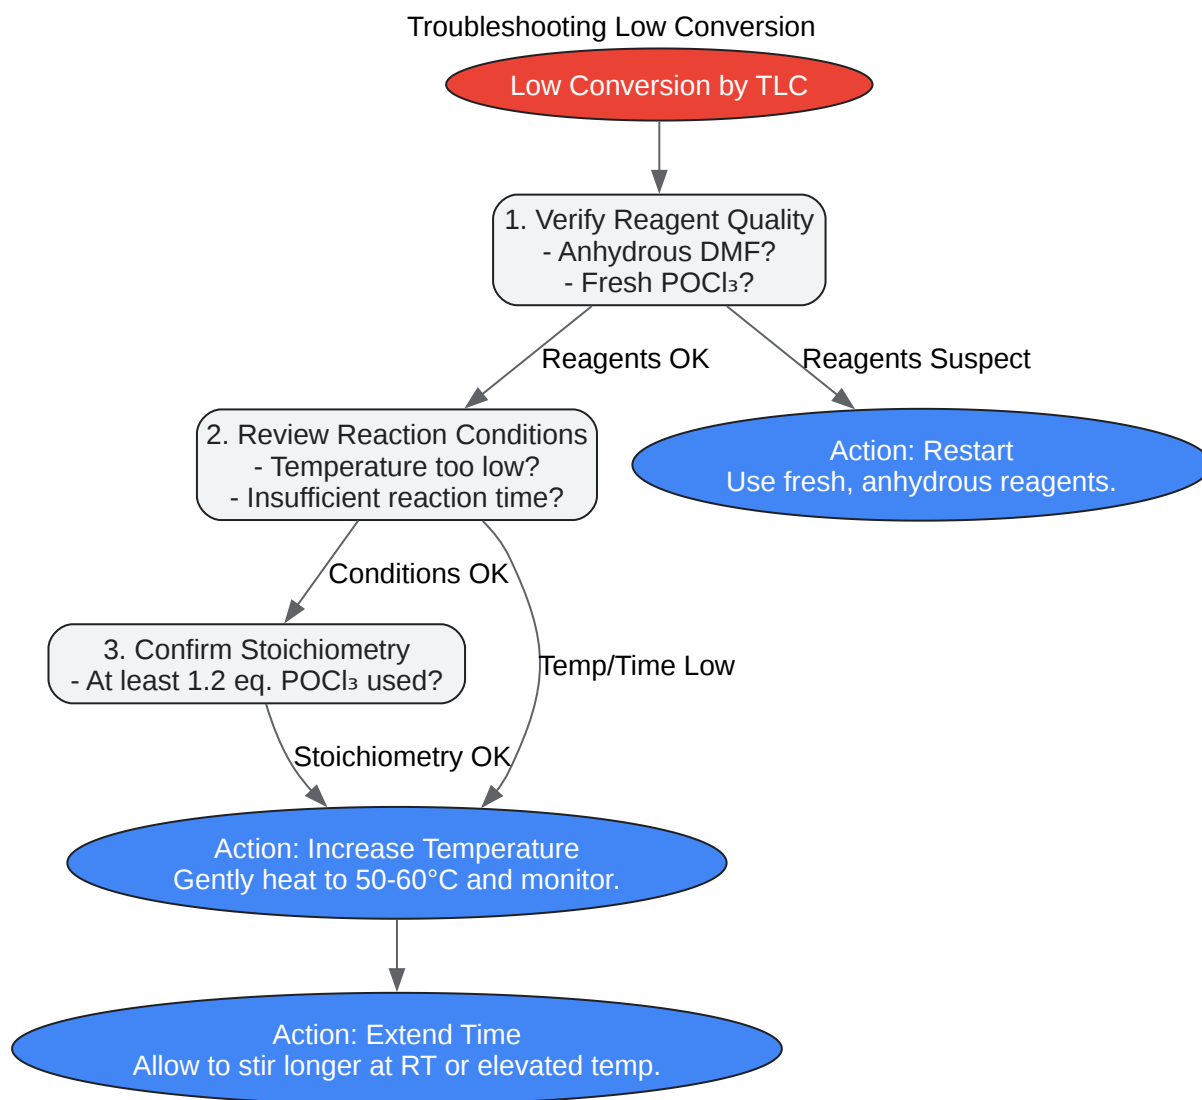 Troubleshooting Low Conversion
Low Conversion by TLC
1. Verify Reagent Quality
- Anhydrous DMF?
- Fresh POCl₃?
Reagents OK
Reagents Suspect
2. Review Reaction Conditions
- Temperature too low?
- Insufficient reaction time?
Action: Restart
Use fresh, anhydrous reagents.
Conditions OK
3. Confirm Stoichiometry
- At least 1.2 eq. POCl₃ used?
Temp/Time Low
Stoichiometry OK
Action: Increase Temperature
Gently heat to 50-60°C and monitor.
Action: Extend Time
Allow to stir longer at RT or elevated temp.